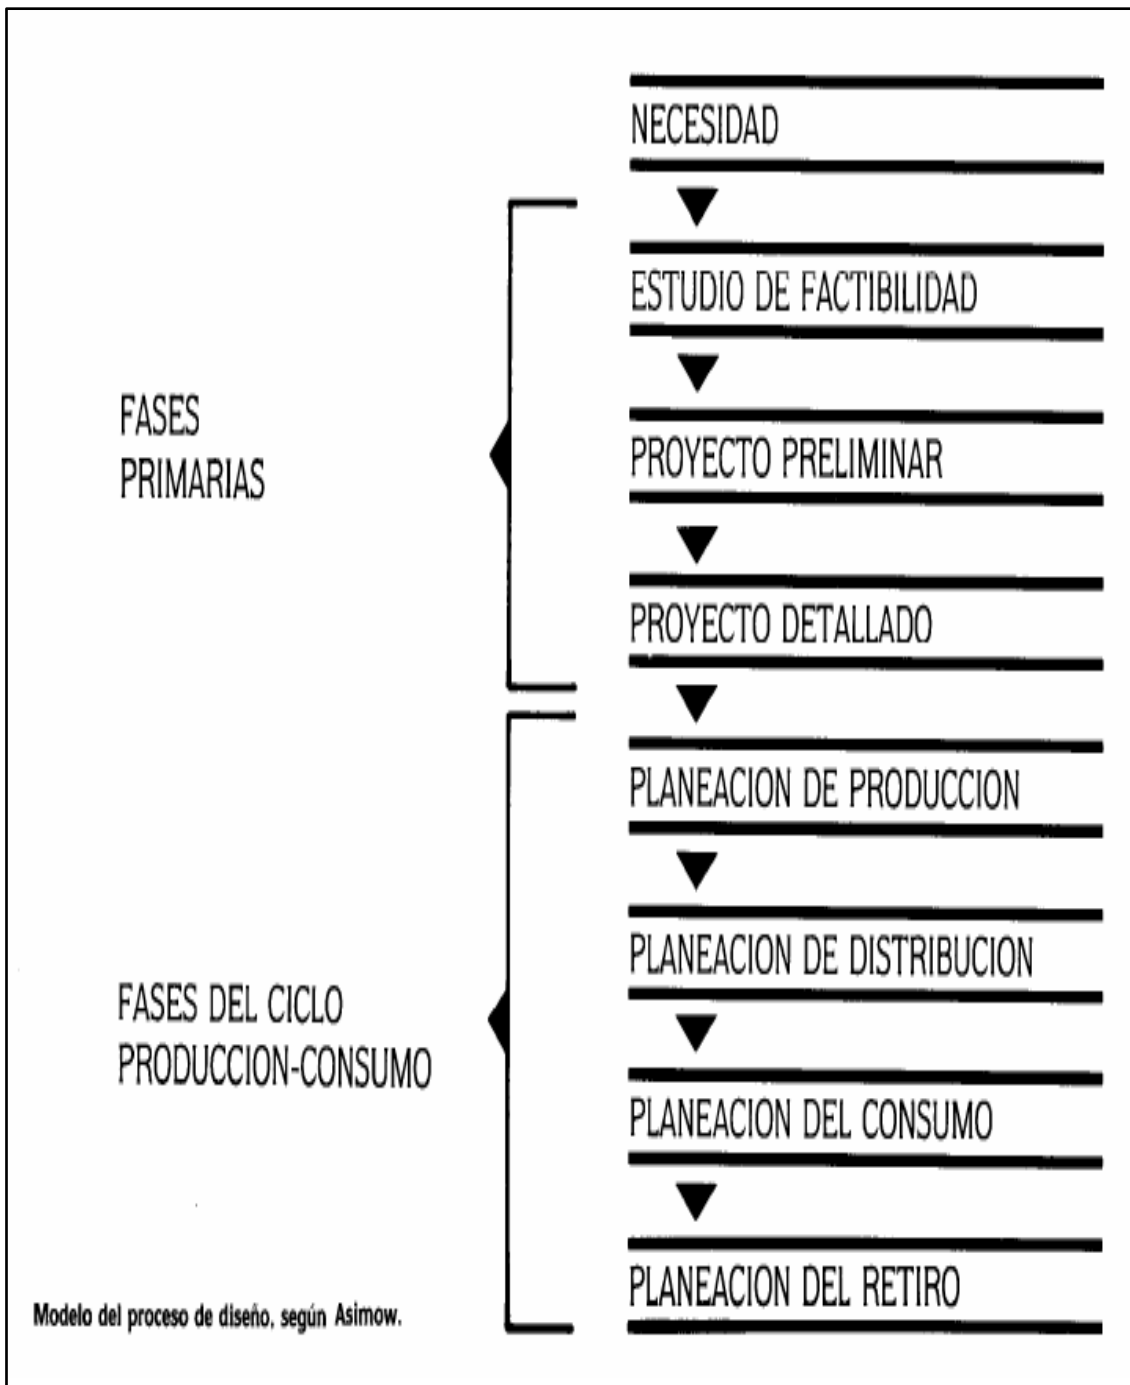 NECESIDAD
ESTUDIO DE FACTIBILIDAD
FASES
PRIMARIAS
PROYECTO PRELIMINAR
PROYECTO DETALLADO
PLANEACION DE PRODUCCION
PLANEACION DE DISTRIBUCION
FASES DEL CICLO
PRODUCCION-CONSUMO
PLANEACION DEL CONSUMO
PLANEACION DEL RETIRO
Modelo del proceso de diseño, según Asimow.